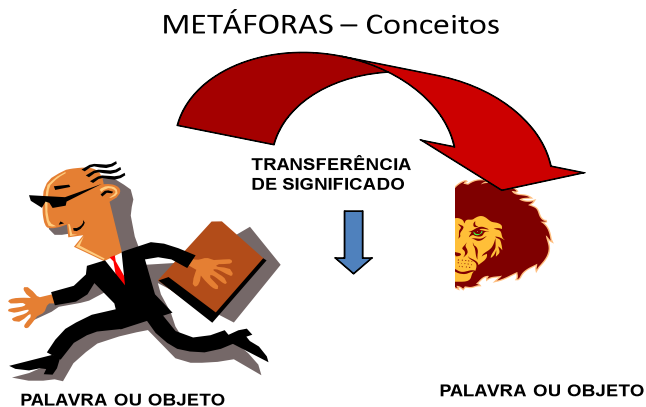 METÁFORAS – Conceitos
TRANSFERÊNCIA
DE SIGNIFICADO
PALAVRA OU OBJETO
PALAVRA OU OBJETO